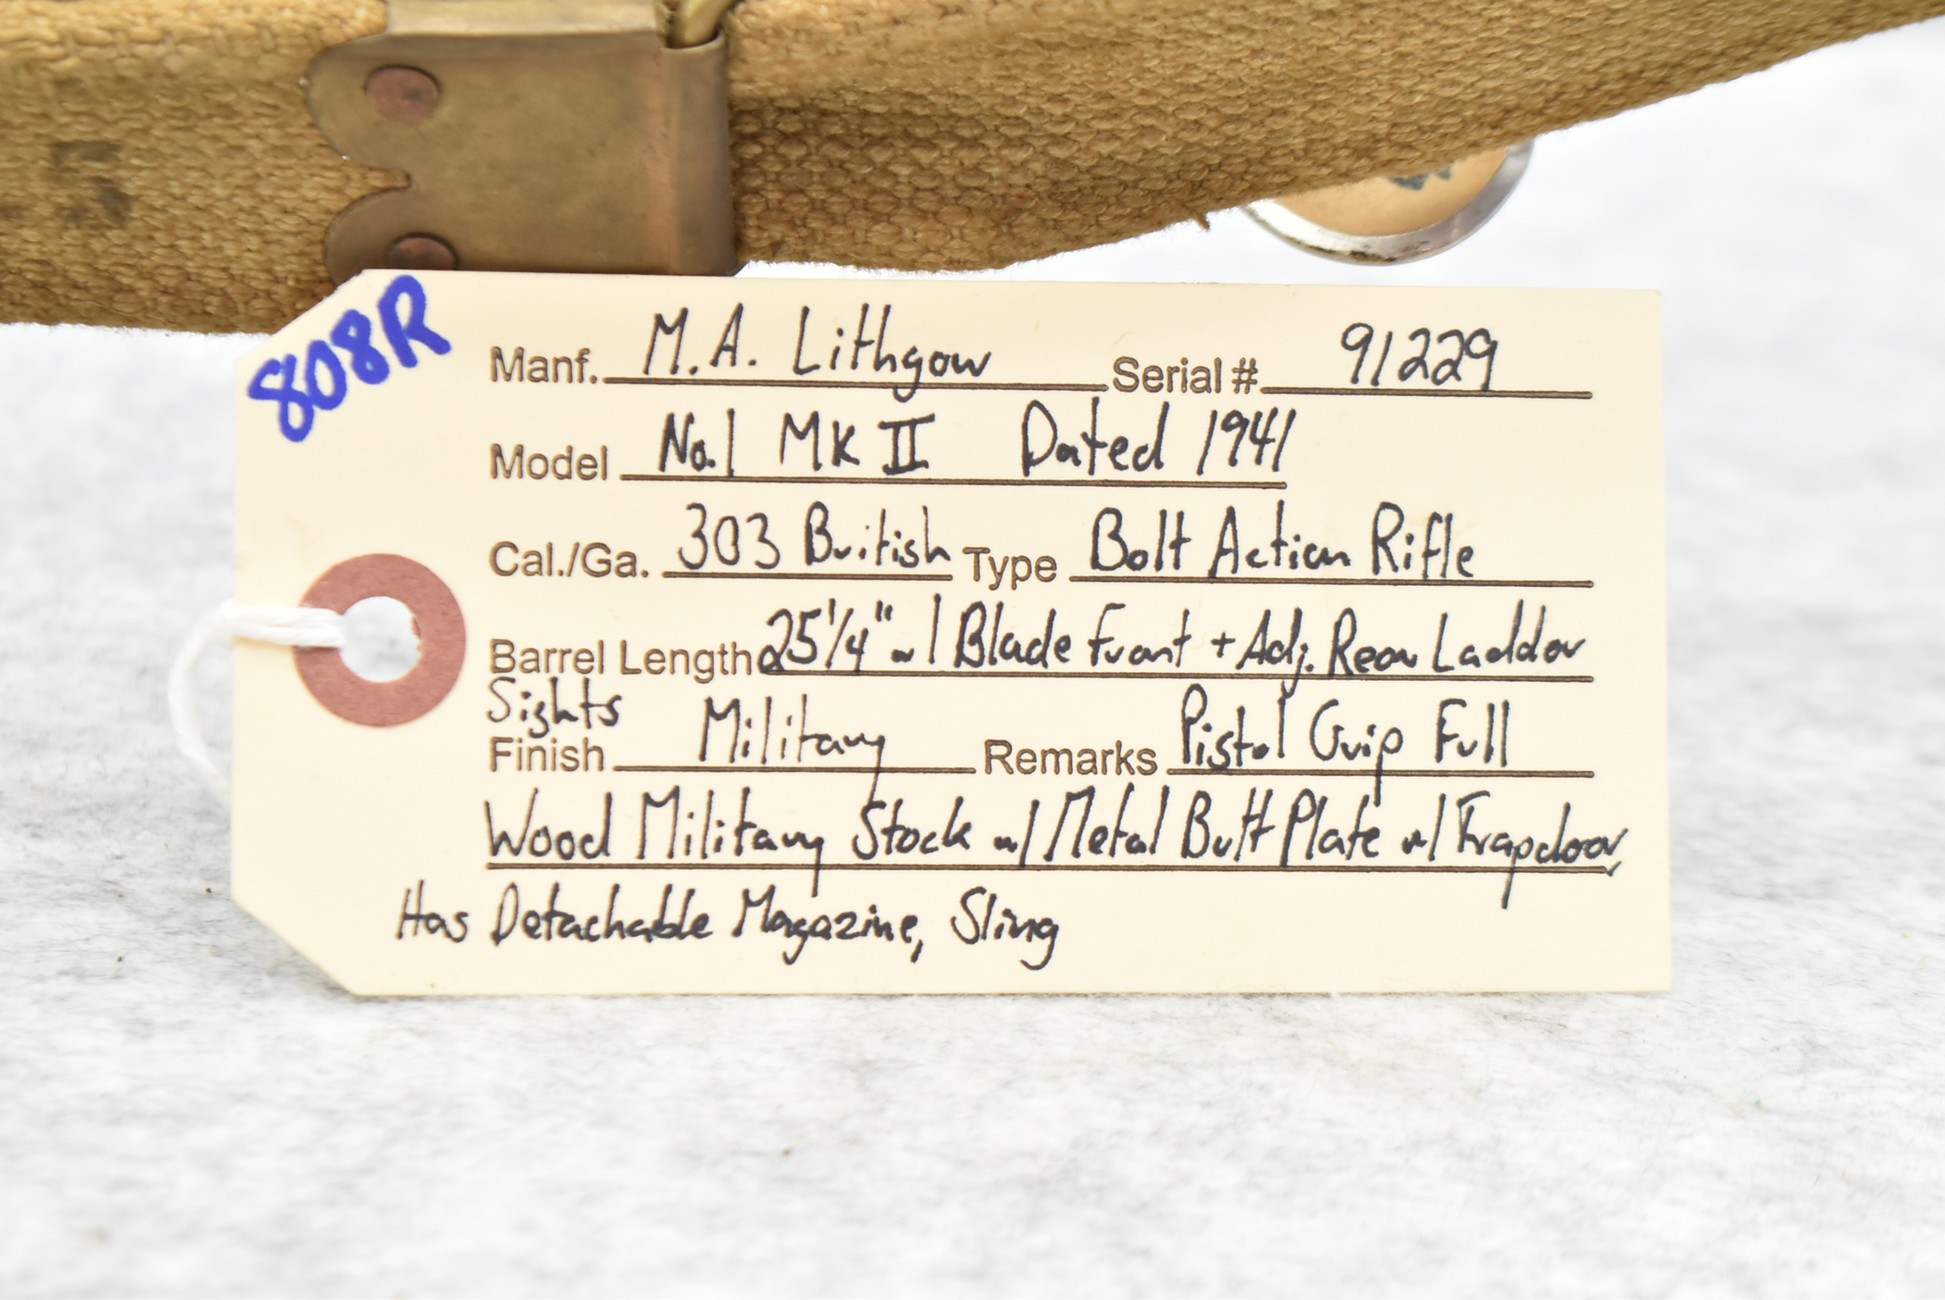 808R
Manf. M.A. Lithgow Serial # 91229
Model No.1 MK II Dated 1941
Cal./Ga. 303 British Type Bolt Action Rifle
Barrel Length 25 1/4" w/ Blade Front + Adj. Rear Ladder
Sights
Finish Military Remarks Pistol Grip Full
Wood Military Stock w/ Metal Butt Plate w/ Trapdoor,
Has Detachable Magazine, Sling